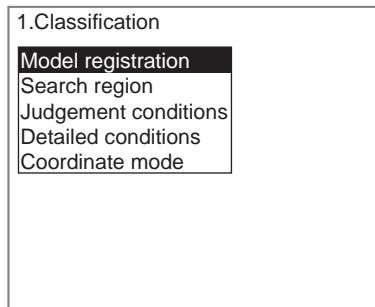 1.Classification
Model registration
Search region
Judgement conditions
Detailed conditions
Coordinate mode